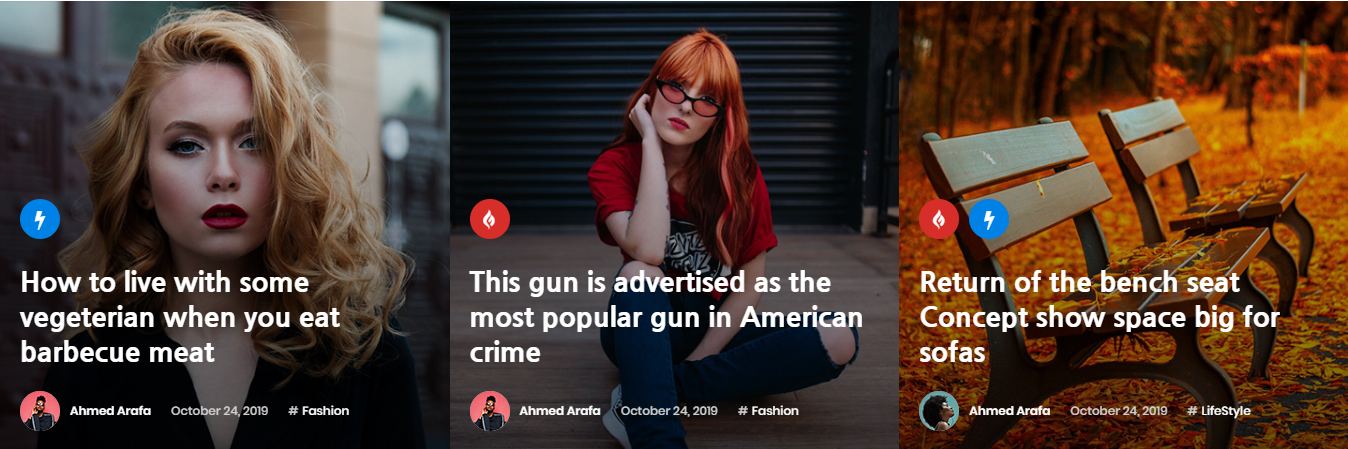 How to live with some
vegeterian when you eat
barbecue meat
Ahmed Arafa October 24, 2019 # Fashion
This gun is advertised as the
most popular gun in American
crime
Ahmed Arafa October 24, 2019 # Fashion
Return of the bench seat
Concept show space big for
sofas
Ahmed Arafa October 24, 2019 # LifeStyle